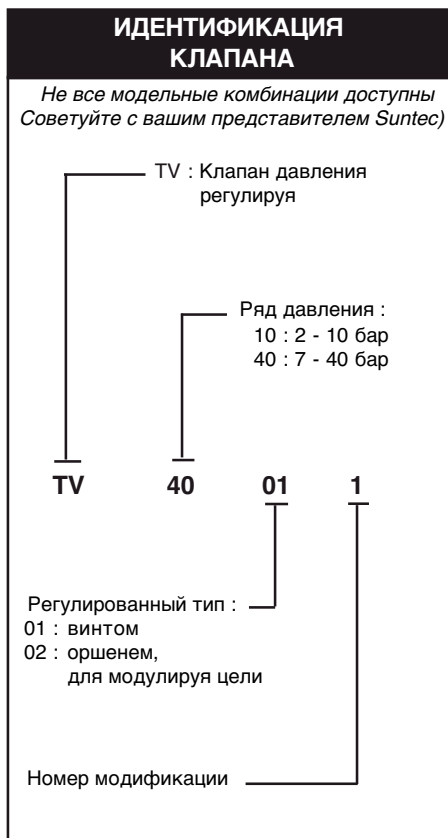 ИДЕНТИФИКАЦИЯ
КЛАПАНА
Не все модельные комбинации доступны
Советуйте с вашим представителем Suntec)
TV : Клапан давления
регулируя
Ряд давления :
10 : 2 - 10 бар
40 : 7 - 40 бар
TV 40 01 1
Регулированный тип :
01 : винтом
02 : оршенем,
для модулируя цели
Номер модификации